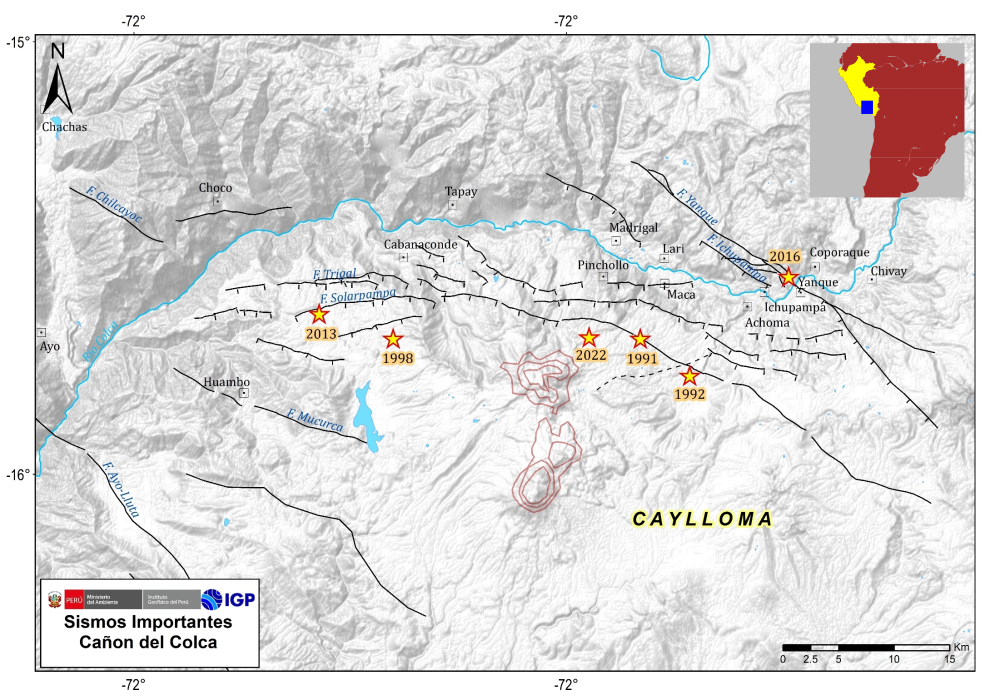 -72° -72°
-15°
N
Chachas
F. Chilcayoc
Choco
Tapay
F. Yanque
Madrigal
Cabanaconde
Lari
F. Ichupampa
2016
Coporaque
Pinchollo
Chivay
F. Trigal
Maca
Yanque
F. Solarpampa
Ichupampa
Achoma
2013
Rio Colca
Ayo
1998
2022
1991
1992
Huambo
F. Mucurca
-16°
F. Ayo-Lluta
CAYLLOMA
PERÚ
Ministerio
del Ambiente
Instituto
Geofísico del Perú
IGP
Sismos Importantes
Cañon del Colca
Km
0 2.5 5 10 15
-72° -72°